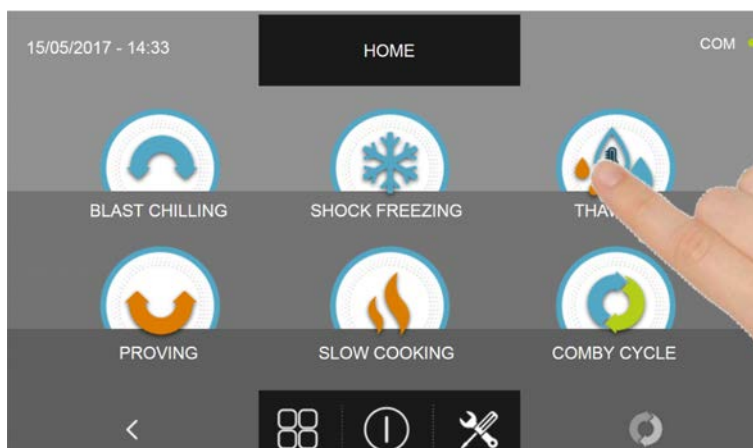 15/05/2017 - 14:33
HOME
COM
BLAST CHILLING
SHOCK FREEZING
PROVING
SLOW COOKING
COMBY CYCLE